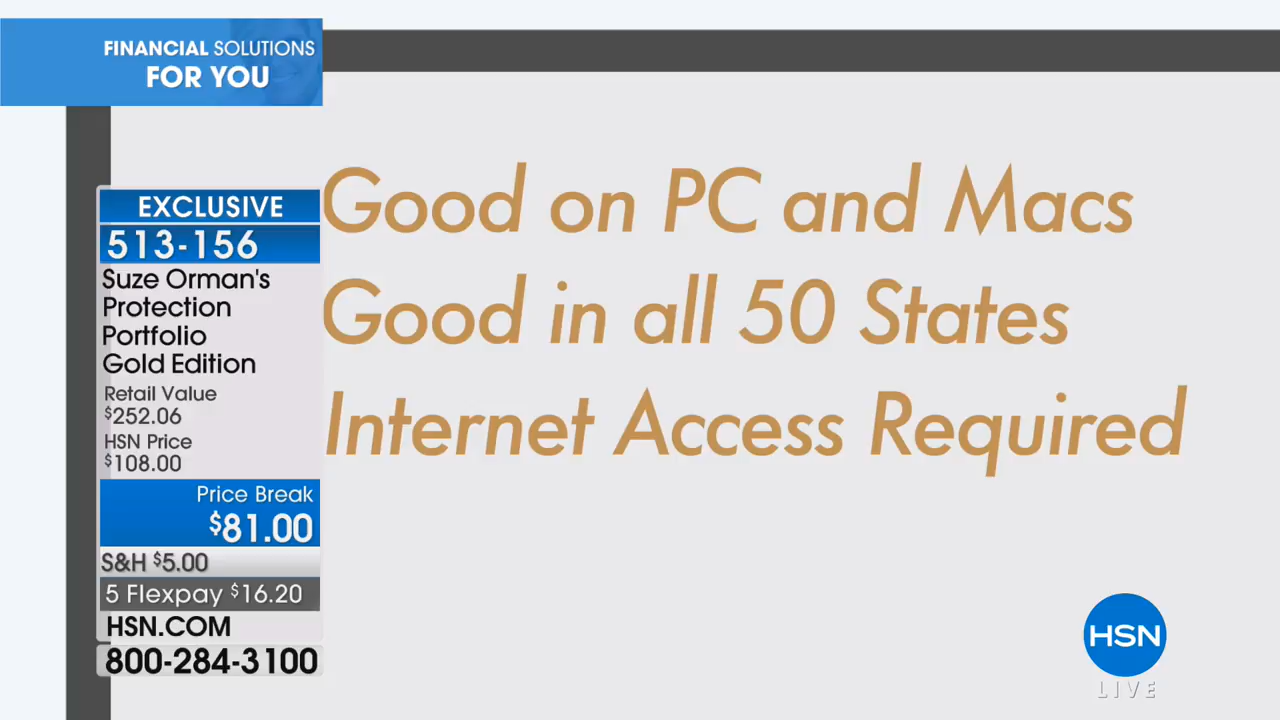 FINANCIAL SOLUTIONS
FOR YOU
EXCLUSIVE
513-156
Suze Orman's
Protection
Portfolio
Gold Edition
Retail Value
$252.06
HSN Price
$108.00
Price Break
$81.00
S&H $5.00
5 Flexpay $16.20
HSN.COM
800-284-3100
Good on PC and Macs
Good in all 50 States
Internet Access Required
HSN
LIVE